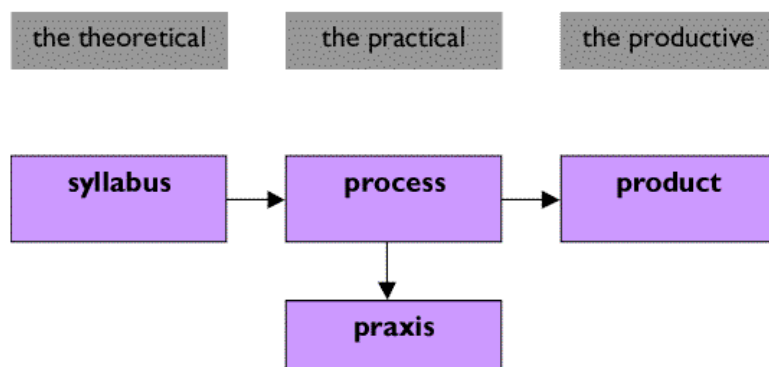 the theoretical
the practical
the productive
syllabus
process
product
praxis